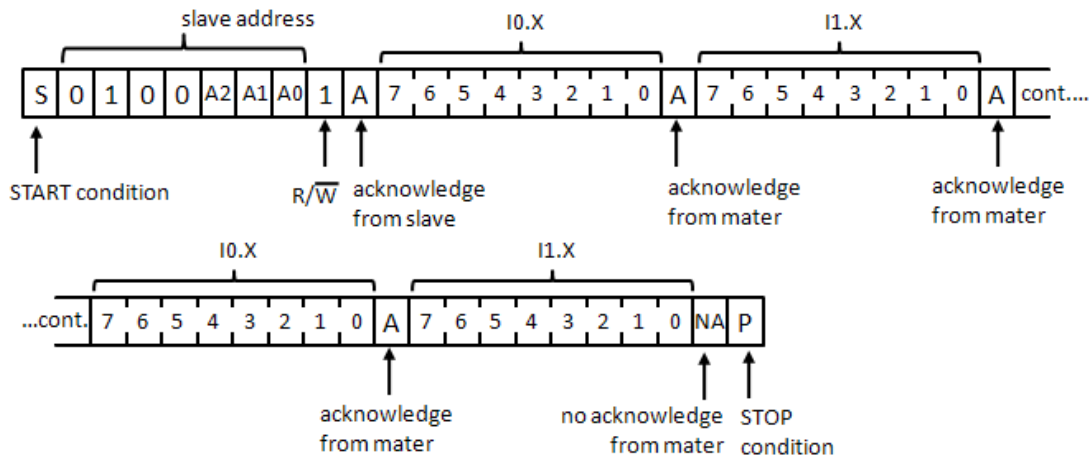 slave address I0.X I1.X
S 0 1 0 0 A2 A1 A0 1 A 7 6 5 4 3 2 1 0 A 7 6 5 4 3 2 1 0 A cont....
START condition R/W̅ acknowledge from slave
acknowledge from mater
acknowledge from mater
I0.X I1.X
...cont. 7 6 5 4 3 2 1 0 A 7 6 5 4 3 2 1 0 NA P
acknowledge from mater
no acknowledge from mater
STOP condition